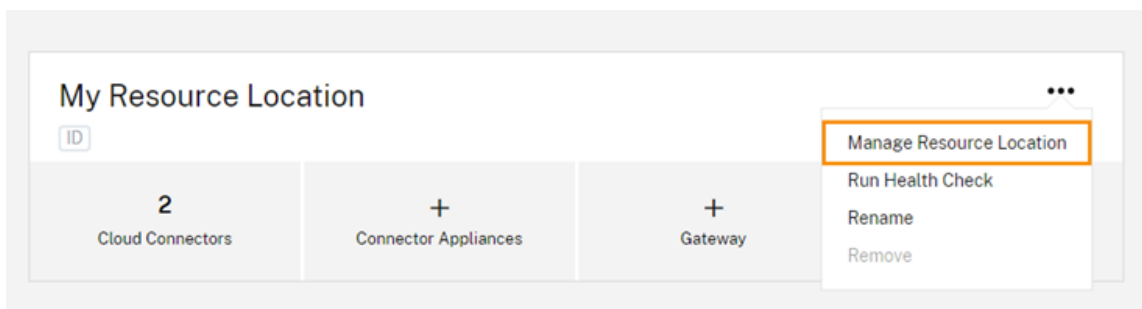 My Resource Location
•••
ID
Manage Resource Location
Run Health Check
Rename
Remove
2
Cloud Connectors
+
Connector Appliances
+
Gateway